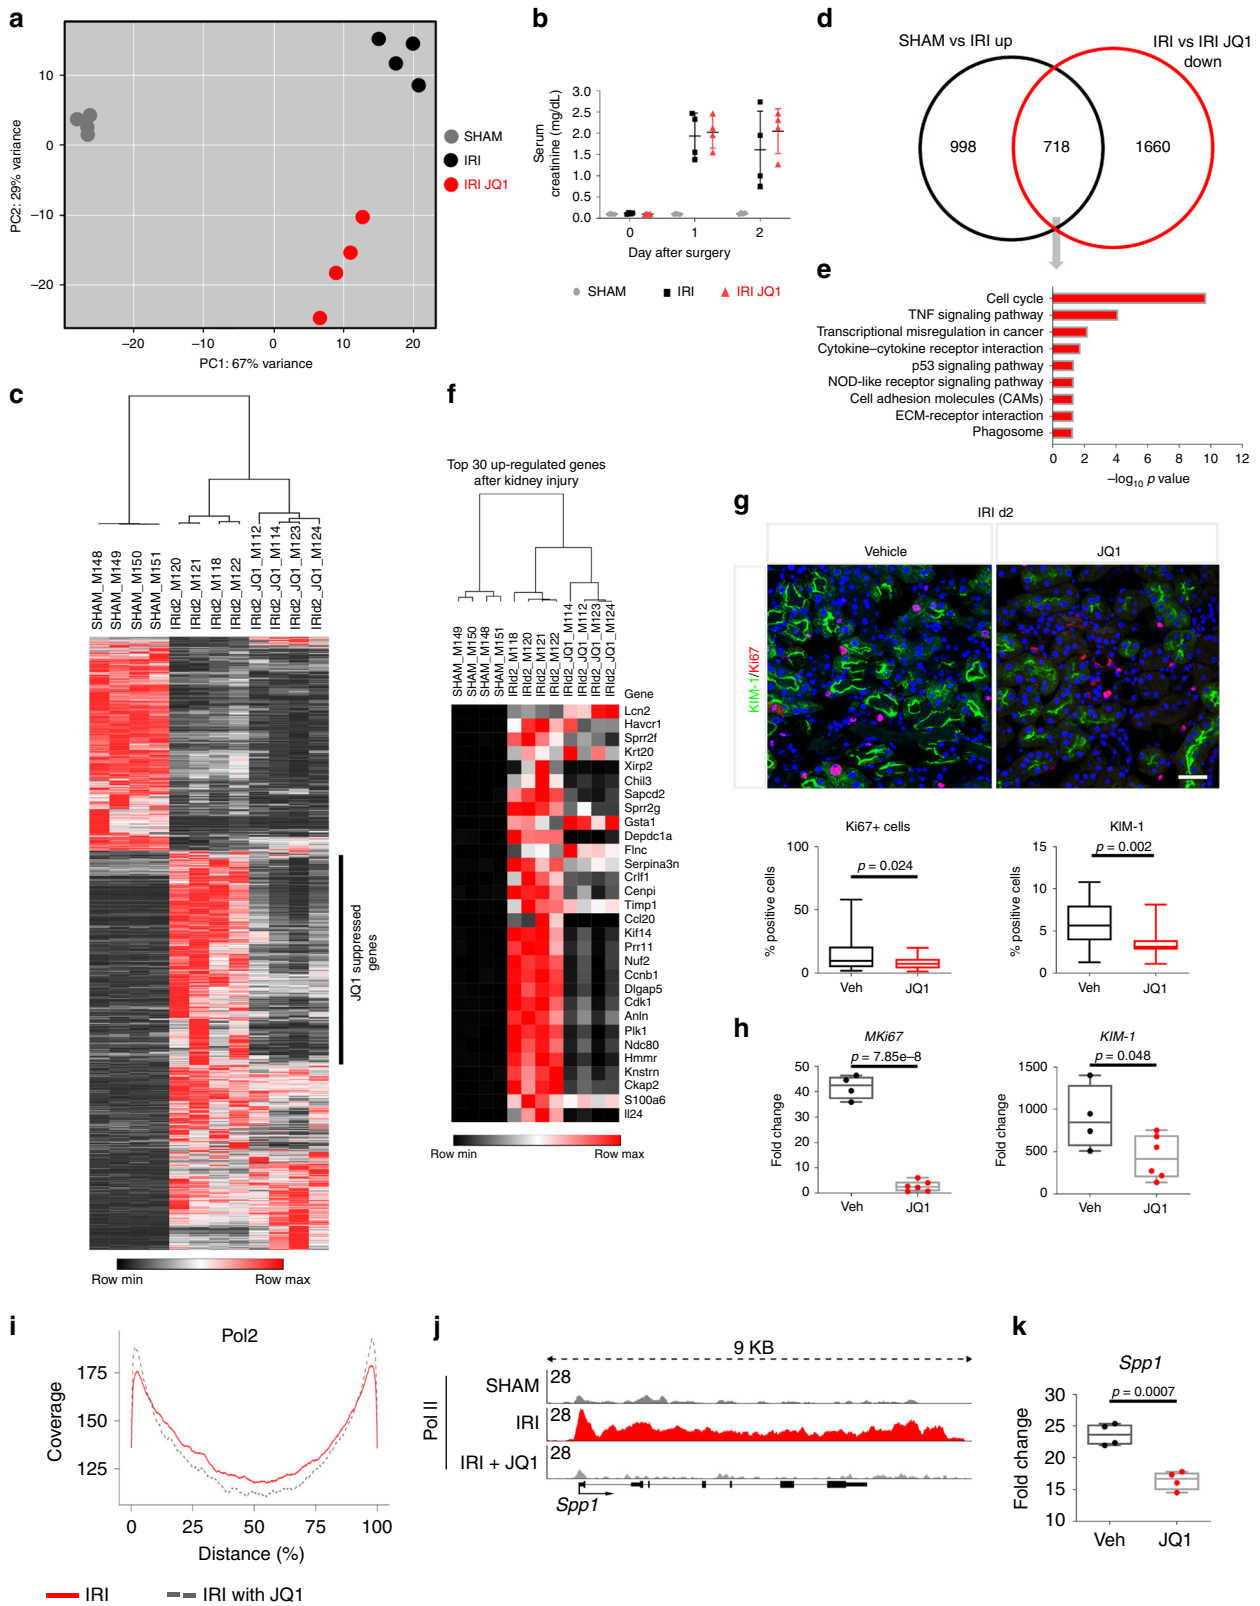 a
10
0
−10
−20
PC2: 29% variance
−20
−10
0
10
20
PC1: 67% variance
SHAM
IRI
IRI JQ1
b
Serum
creatinine (mg/dL)
3.0
2.5
2.0
1.5
1.0
0.5
0.0
0
1
2
Day after surgery
SHAM
IRI
IRI JQ1
d
SHAM vs IRI up
IRI vs IRI JQ1
down
998
718
1660
e
Cell cycle
TNF signaling pathway
Transcriptional misregulation in cancer
Cytokine–cytokine receptor interaction
p53 signaling pathway
NOD-like receptor signaling pathway
Cell adhesion molecules (CAMs)
ECM-receptor interaction
Phagosome
0 2 4 6 8 10 12
−log10 p value
c
SHAM_M148
SHAM_M149
SHAM_M150
SHAM_M151
IRId2_M120
IRId2_M121
IRId2_M118
IRId2_M122
IRId2_JQ1_M112
IRId2_JQ1_M114
IRId2_JQ1_M123
IRId2_JQ1_M124
JQ1 suppressed
genes
Row min
Row max
f
Top 30 up-regulated genes
after kidney injury
SHAM_M149
SHAM_M150
SHAM_M148
SHAM_M151
IRId2_M118
IRId2_M120
IRId2_M121
IRId2_M122
IRId2_JQ1_M114
IRId2_JQ1_M112
IRId2_JQ1_M123
IRId2_JQ1_M124
Gene
Lcn2
Havcr1
Sprr2f
Krt20
Xirp2
Chil3
Sapcd2
Sprr2g
Gsta1
Depdc1a
Flnc
Serpina3n
Crlf1
Cenpi
Timp1
Ccl20
Kif14
Prr11
Nuf2
Ccnb1
Dlgap5
Cdk1
Anln
Plk1
Ndc80
Hmmr
Knstrn
Ckap2
S100a6
Il24
Row min
Row max
g
IRI d2
Vehicle
JQ1
KIM-1/Ki67
Ki67+ cells
p = 0.024
% positive cells
100
50
0
Veh
JQ1
KIM-1
p = 0.002
% positive cells
15
10
5
0
Veh
JQ1
h
MKi67
p = 7.85e–8
Fold change
50
40
30
20
10
0
Veh
JQ1
KIM-1
p = 0.048
Fold change
1500
1000
500
0
Veh
JQ1
i
Pol2
Coverage
175
150
125
0 25 50 75 100
Distance (%)
IRI
IRI with JQ1
j
9 KB
Pol II
SHAM
28
IRI
28
IRI + JQ1
28
Spp1
k
Spp1
p = 0.0007
Fold change
30
25
20
15
10
Veh
JQ1